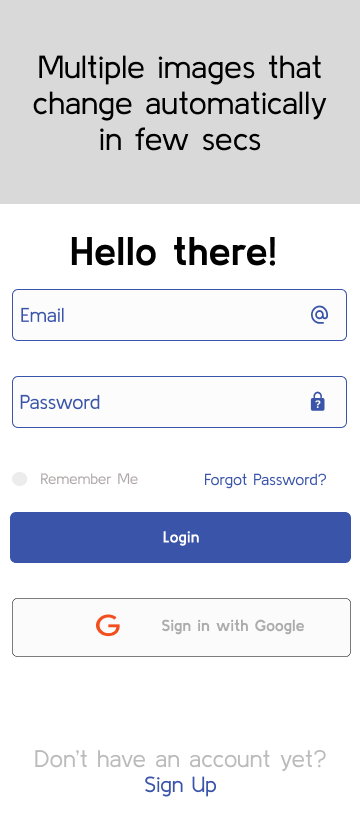 Multiple images that
change automatically
in few secs
Hello there!
Email
Password
Remember Me
Forgot Password?
Login
Sign in with Google
Don't have an account yet?
Sign Up